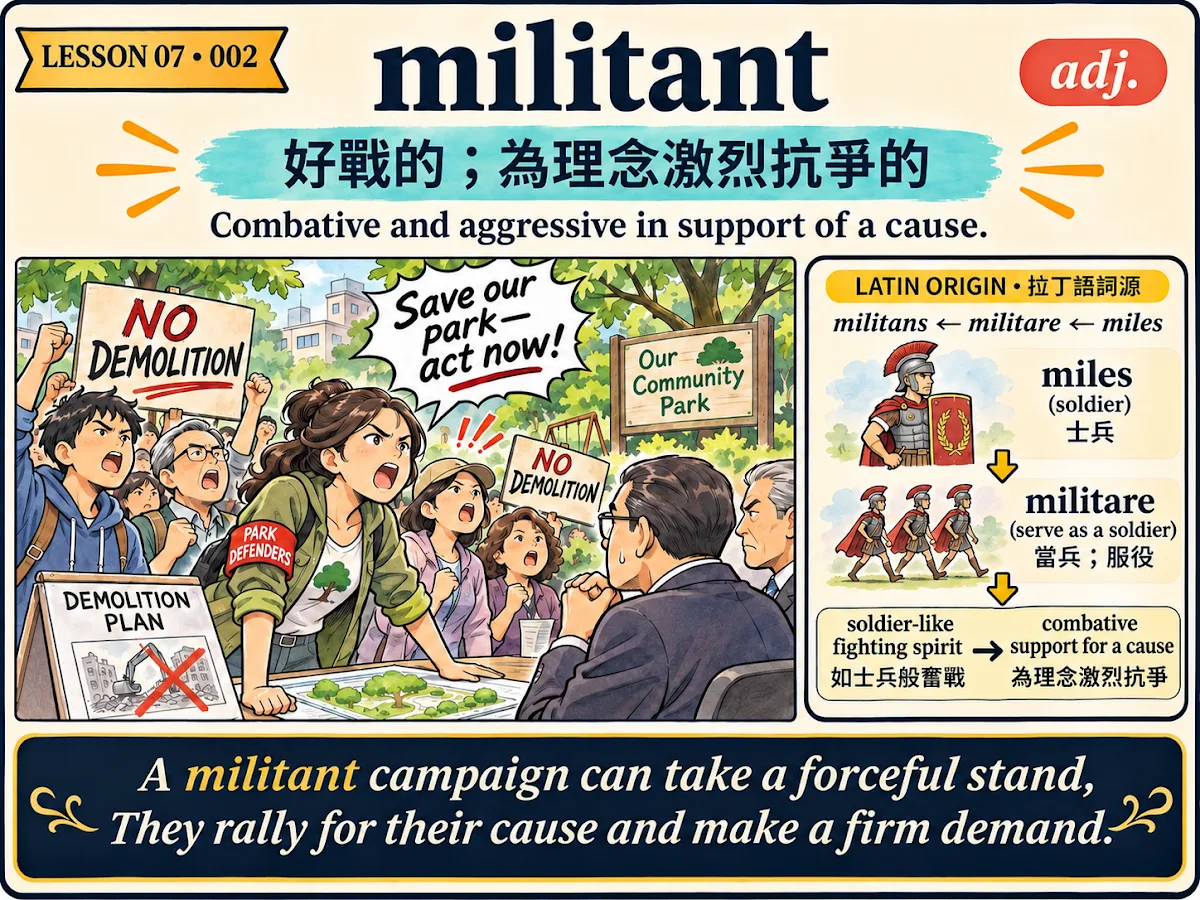 LESSON 07 • 002
militant
adj.
好戰的；為理念激烈抗爭的
Combative and aggressive in support of a cause.
NO
DEMOLITION
Save our
park—
act now!
Our
Community
Park
NO
DEMOLITION
PARK
DEFENDERS
DEMOLITION
PLAN
LATIN ORIGIN • 拉丁語詞源
militans ← militare ← miles
miles
(soldier)
士兵
militare
(serve as a soldier)
當兵；服役
soldier-like
fighting spirit
如士兵般奮戰
→
combative
support for a cause
為理念激烈抗爭
A militant campaign can take a forceful stand,
They rally for their cause and make a firm demand.